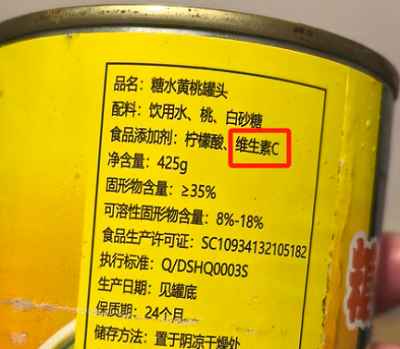 品名：糖水黄桃罐头
配料：饮用水、桃、白砂糖
食品添加剂：柠檬酸、维生素C
净含量：425g
固形物含量：≥35%
可溶性固形物含量：8%-18%
食品生产许可证：SC10934132105182
执行标准：Q/DSHQ0003S
生产日期：见罐底
保质期：24个月
储存方法：置于阴凉干燥处